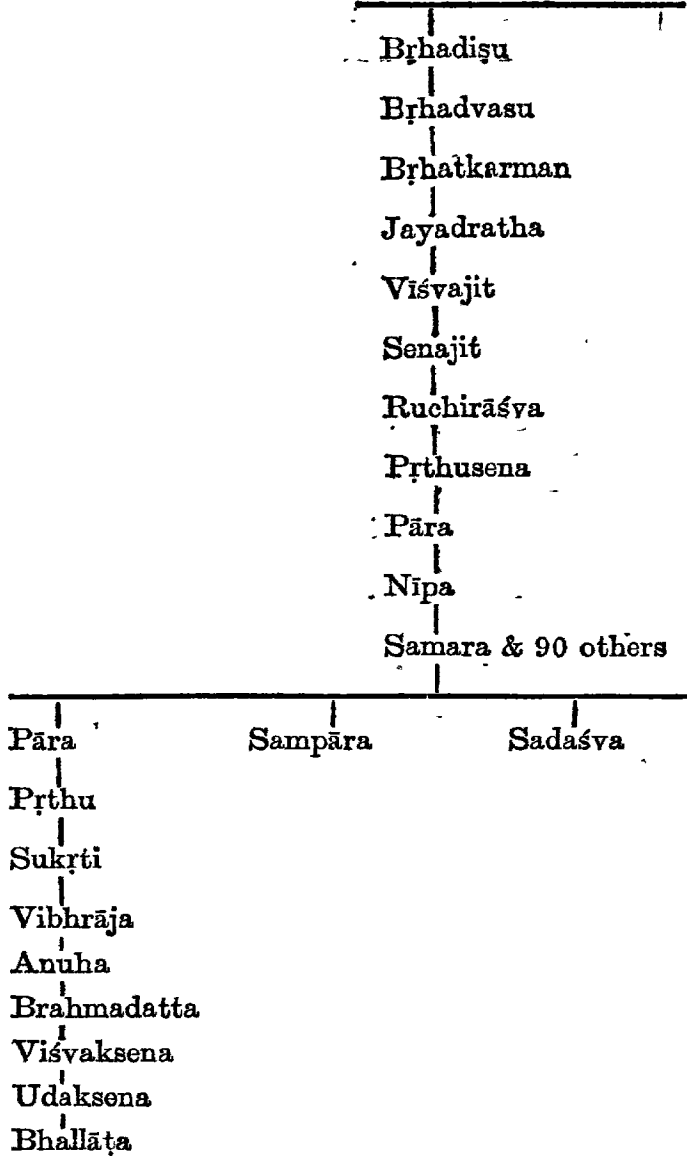 Bṛhadiṣu
Bṛhadvasu
Bṛhatkarman
Jayadratha
Vīśvajit
Senajit
Ruchirāśva
Pṛthusena
Pāra
Nīpa
Samara & 90 others
Pāra Sampāra Sadaśva
Pṛthu
Sukṛti
Vibhrāja
Anuha
Brahmadatta
Viśvaksena
Udaksena
Bhallāṭa